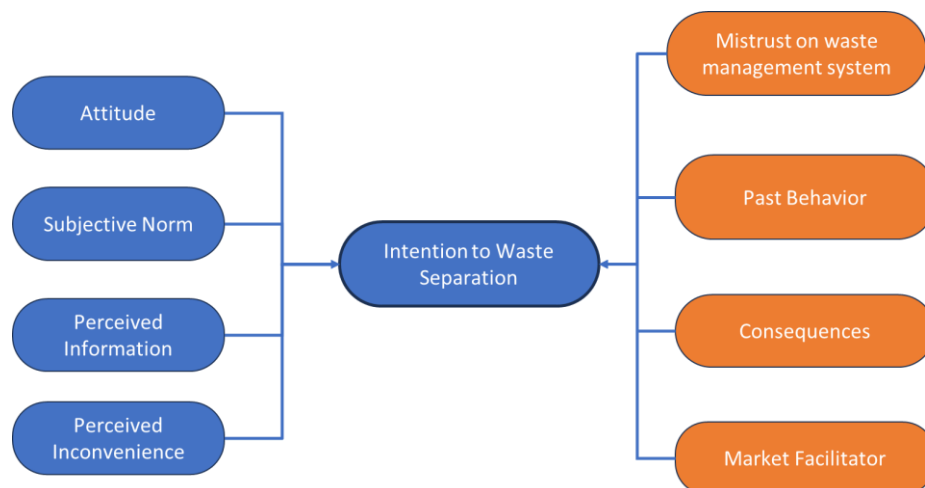 Attitude
Subjective Norm
Perceived
Information
Perceived
Inconvenience
Intention to Waste
Separation
Mistrust on waste
management system
Past Behavior
Consequences
Market Facilitator